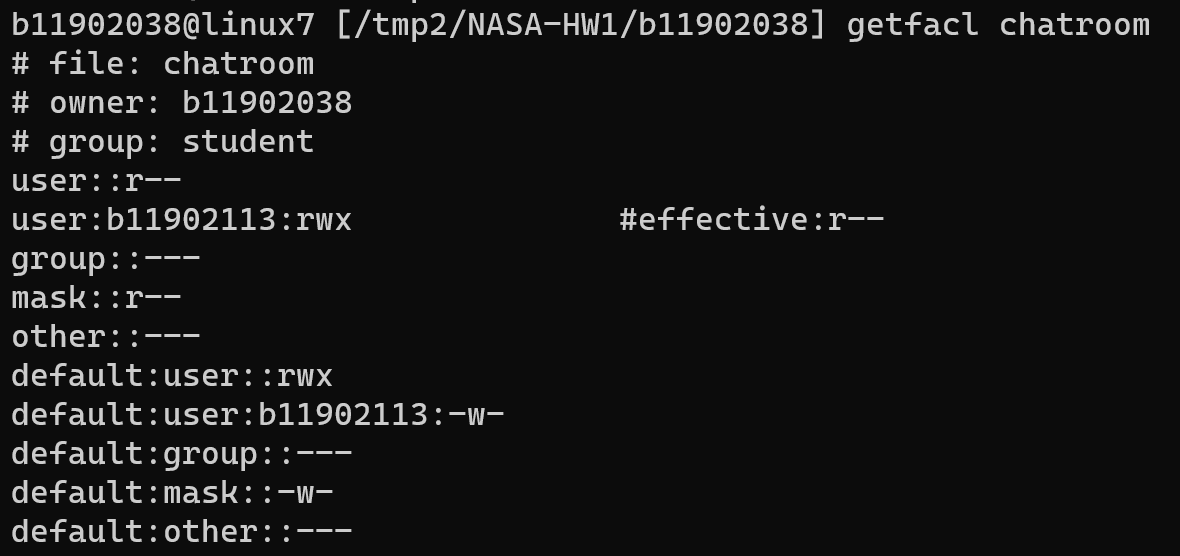 b11902038@linux7 [/tmp2/NASA-HW1/b11902038] getfacl chatroom
# file: chatroom
# owner: b11902038
# group: student
user::r--
user:b11902113:rwx              #effective:r--
group::---
mask::r--
other::---
default:user::rwx
default:user:b11902113:-w-
default:group::---
default:mask::-w-
default:other::---